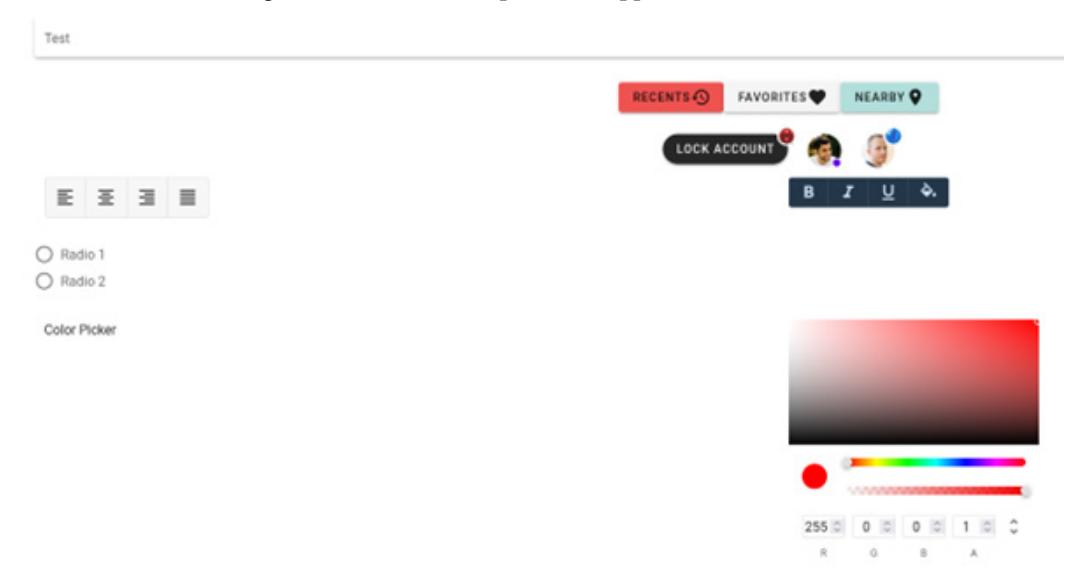 Test
RECENTS FAVORITES NEARBY
LOCK ACCOUNT
B I U
Radio 1
Radio 2
Color Picker
255 0 0 1
R G B A